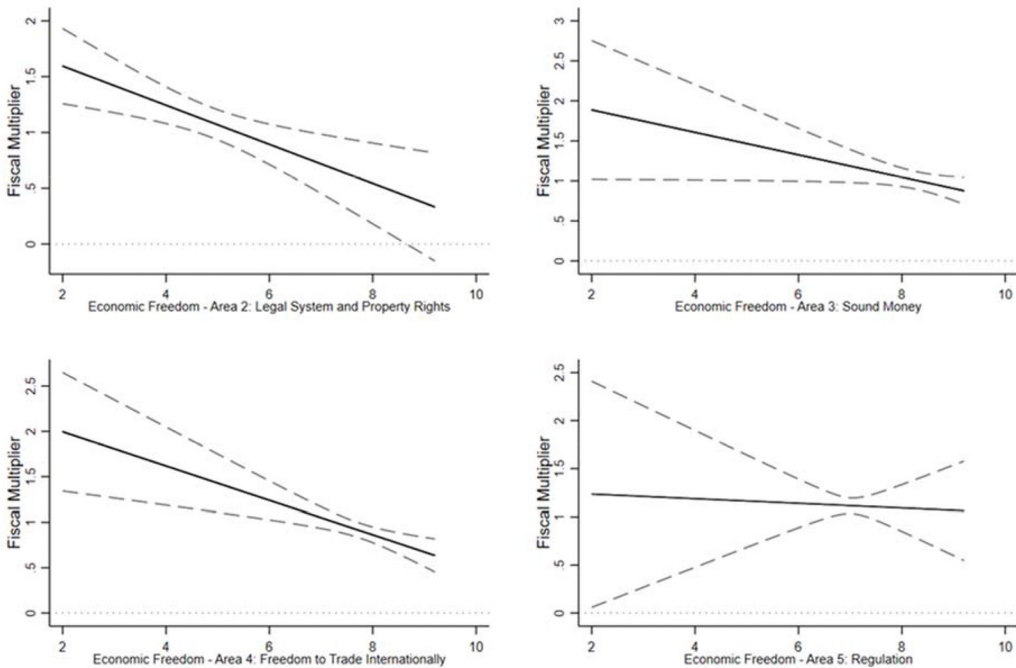 2
1.5
1
.5
0
Fiscal Multiplier
2 4 6 8 10
Economic Freedom - Area 2: Legal System and Property Rights
3
2.5
2
1.5
1
.5
0
Fiscal Multiplier
2 4 6 8 10
Economic Freedom - Area 3: Sound Money
2.5
2
1.5
1
.5
0
Fiscal Multiplier
2 4 6 8 10
Economic Freedom - Area 4: Freedom to Trade Internationally
2.5
2
1.5
1
.5
0
Fiscal Multiplier
2 4 6 8 10
Economic Freedom - Area 5: Regulation